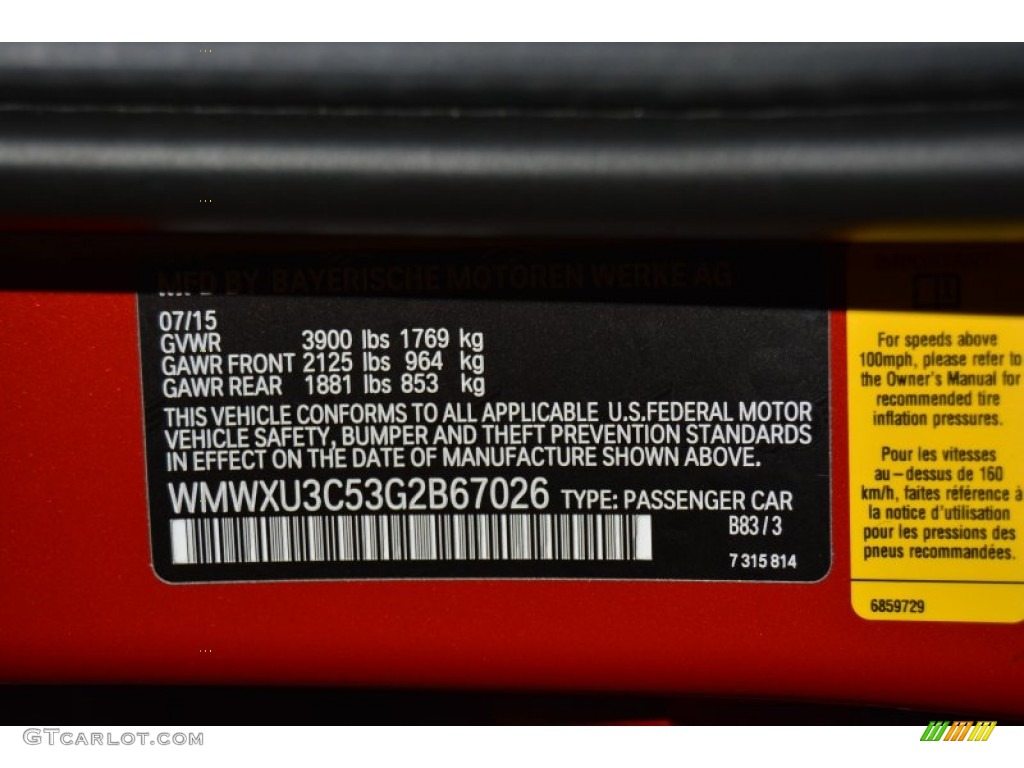 MFD BY BAYERISCHE MOTOREN WERKE AG
07/15
GVWR 3900 lbs 1769 kg
GAWR FRONT 2125 lbs 964 kg
GAWR REAR 1881 lbs 853 kg
THIS VEHICLE CONFORMS TO ALL APPLICABLE U.S.FEDERAL MOTOR
VEHICLE SAFETY, BUMPER AND THEFT PREVENTION STANDARDS
IN EFFECT ON THE DATE OF MANUFACTURE SHOWN ABOVE.
WMWXU3C53G2B67026 TYPE: PASSENGER CAR
B83/3
7 315 814
For speeds above
100mph, please refer to
the Owner's Manual for
recommended tire
inflation pressures.
Pour les vitesses
au-dessus de 160
km/h, faites référence à
la notice d'utilisation
pour les pressions des
pneus recommandées.
6859729
GTCARLOT.COM